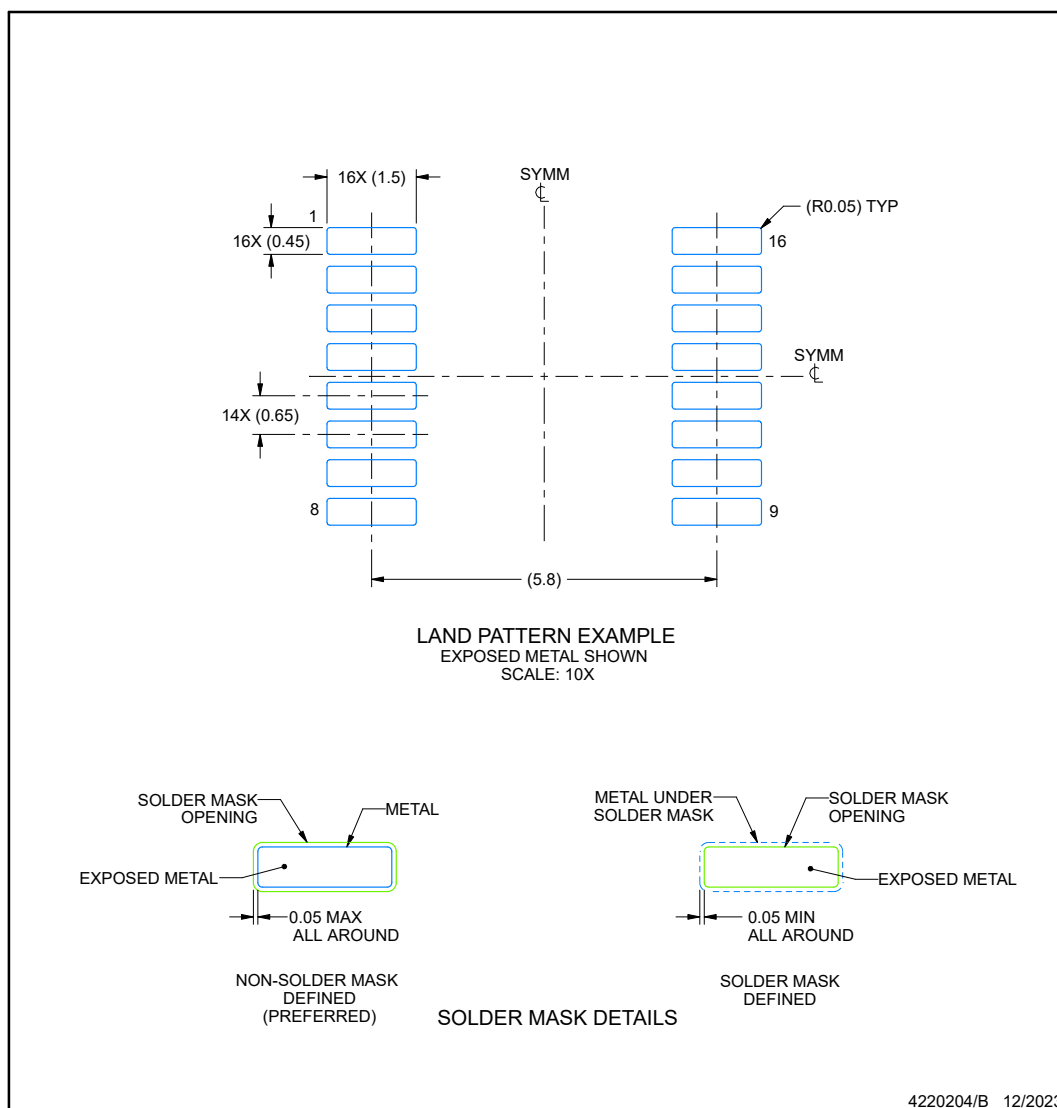 16X (1.5)
SYMM
(R0.05) TYP
1
16X (0.45)
16
SYMM
14X (0.65)
8
9
(5.8)
LAND PATTERN EXAMPLE
EXPOSED METAL SHOWN
SCALE: 10X
SOLDER MASK
OPENING
METAL
EXPOSED METAL
0.05 MAX
ALL AROUND
NON-SOLDER MASK
DEFINED
(PREFERRED)
METAL UNDER
SOLDER MASK
SOLDER MASK
OPENING
EXPOSED METAL
0.05 MIN
ALL AROUND
SOLDER MASK
DEFINED
SOLDER MASK DETAILS
4220204/B 12/2023